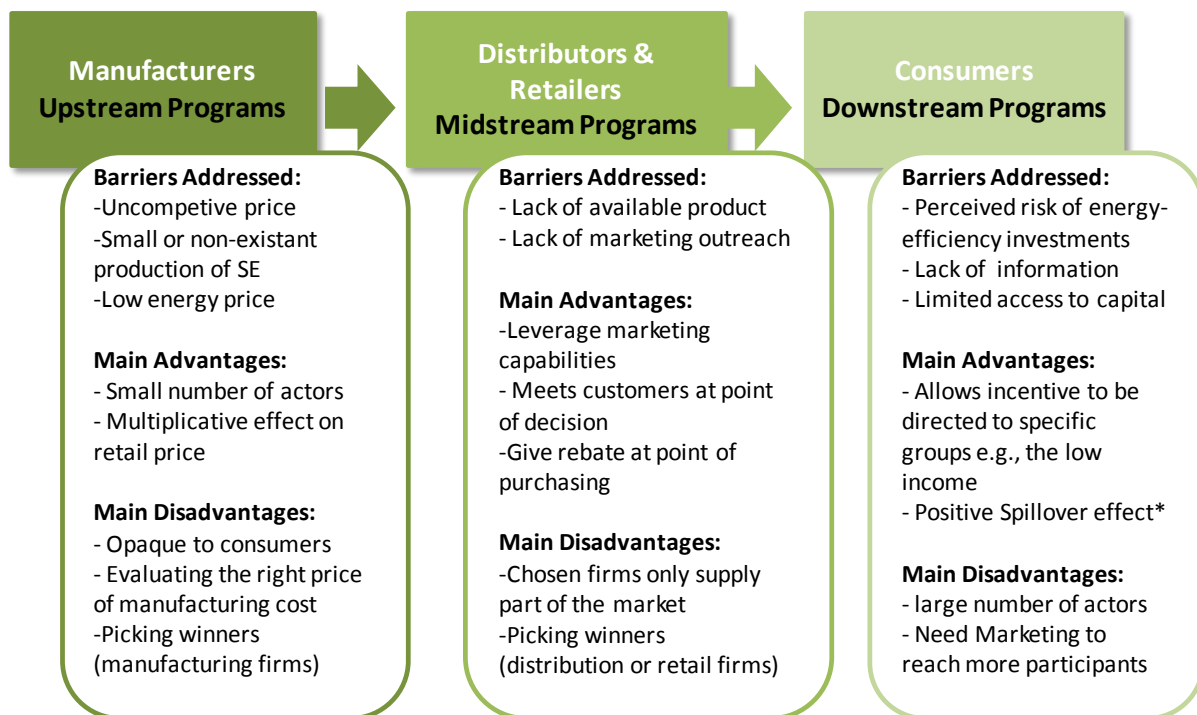 Manufacturers
Upstream Programs
Barriers Addressed:
-Uncompetive price
-Small or non-existant
production of SE
-Low energy price
Main Advantages:
- Small number of actors
- Multiplicative effect on
retail price
Main Disadvantages:
- Opaque to consumers
- Evaluating the right price
of manufacturing cost
-Picking winners
(manufacturing firms)
Distributors &
Retailers
Midstream Programs
Barriers Addressed:
- Lack of available product
- Lack of marketing outreach
Main Advantages:
-Leverage marketing
capabilities
- Meets customers at point
of decision
-Give rebate at point of
purchasing
Main Disadvantages:
-Chosen firms only supply
part of the market
-Picking winners
(distribution or retail firms)
Consumers
Downstream Programs
Barriers Addressed:
- Perceived risk of energy-
efficiency investments
- Lack of information
- Limited access to capital
Main Advantages:
- Allows incentive to be
directed to specific
groups e.g., the low
income
- Positive Spillover effect*
Main Disadvantages:
- large number of actors
- Need Marketing to
reach more participants